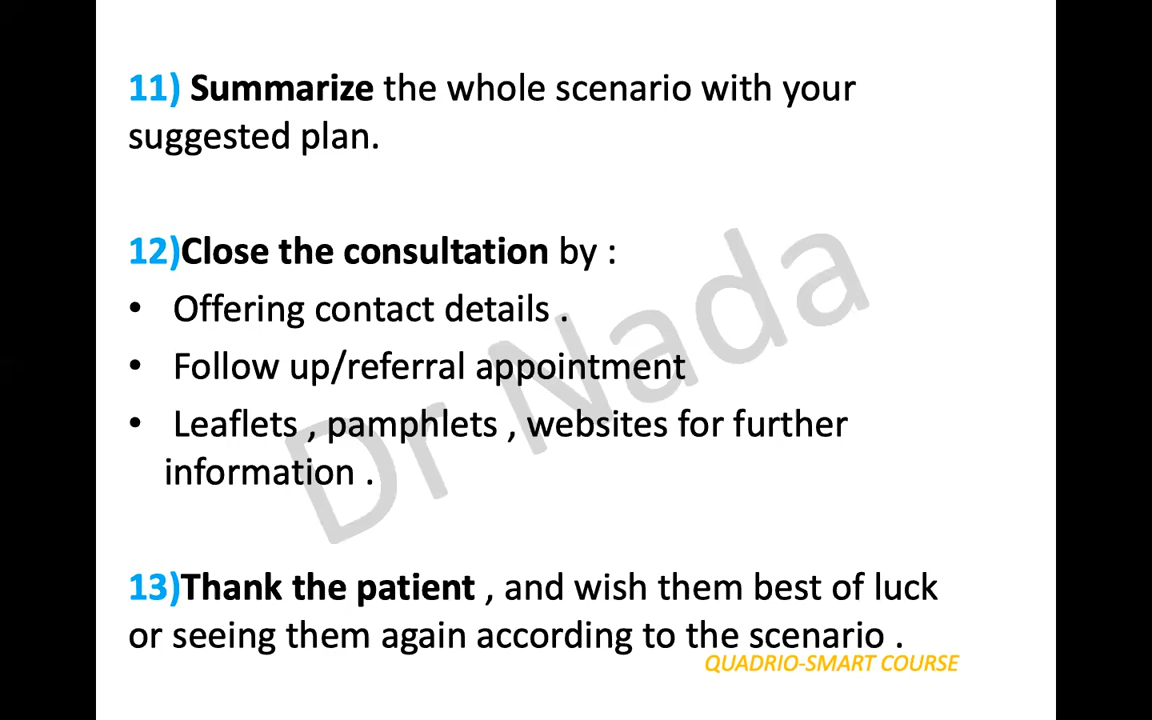 11) Summarize the whole scenario with your
suggested plan.
12)Close the consultation by :
• Offering contact details .
• Follow up/referral appointment
• Leaflets , pamphlets , websites for further
information .
13)Thank the patient , and wish them best of luck
or seeing them again according to the scenario .
QUADRIO-SMART COURSE
Dr Nada